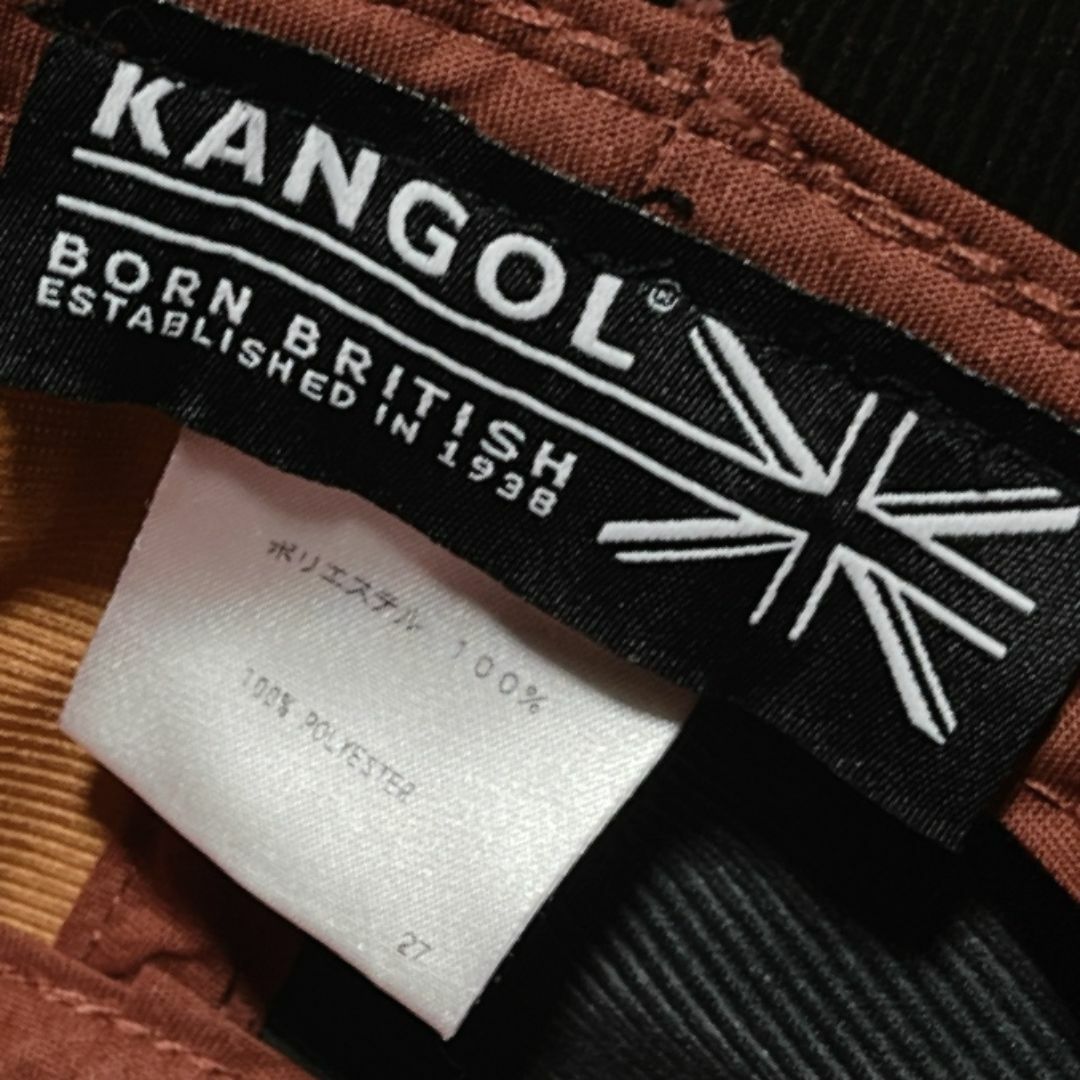 KANGOL®
BORN BRITISH
ESTABLISHED IN 1938
ポリエステル 100%
100% POLYESTER
27